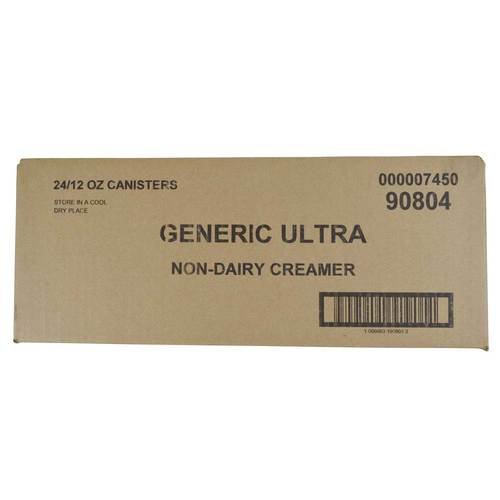 24/12 OZ CANISTERS
STORE IN A COOL
DRY PLACE
000007450
90804
GENERIC ULTRA
NON-DAIRY CREAMER